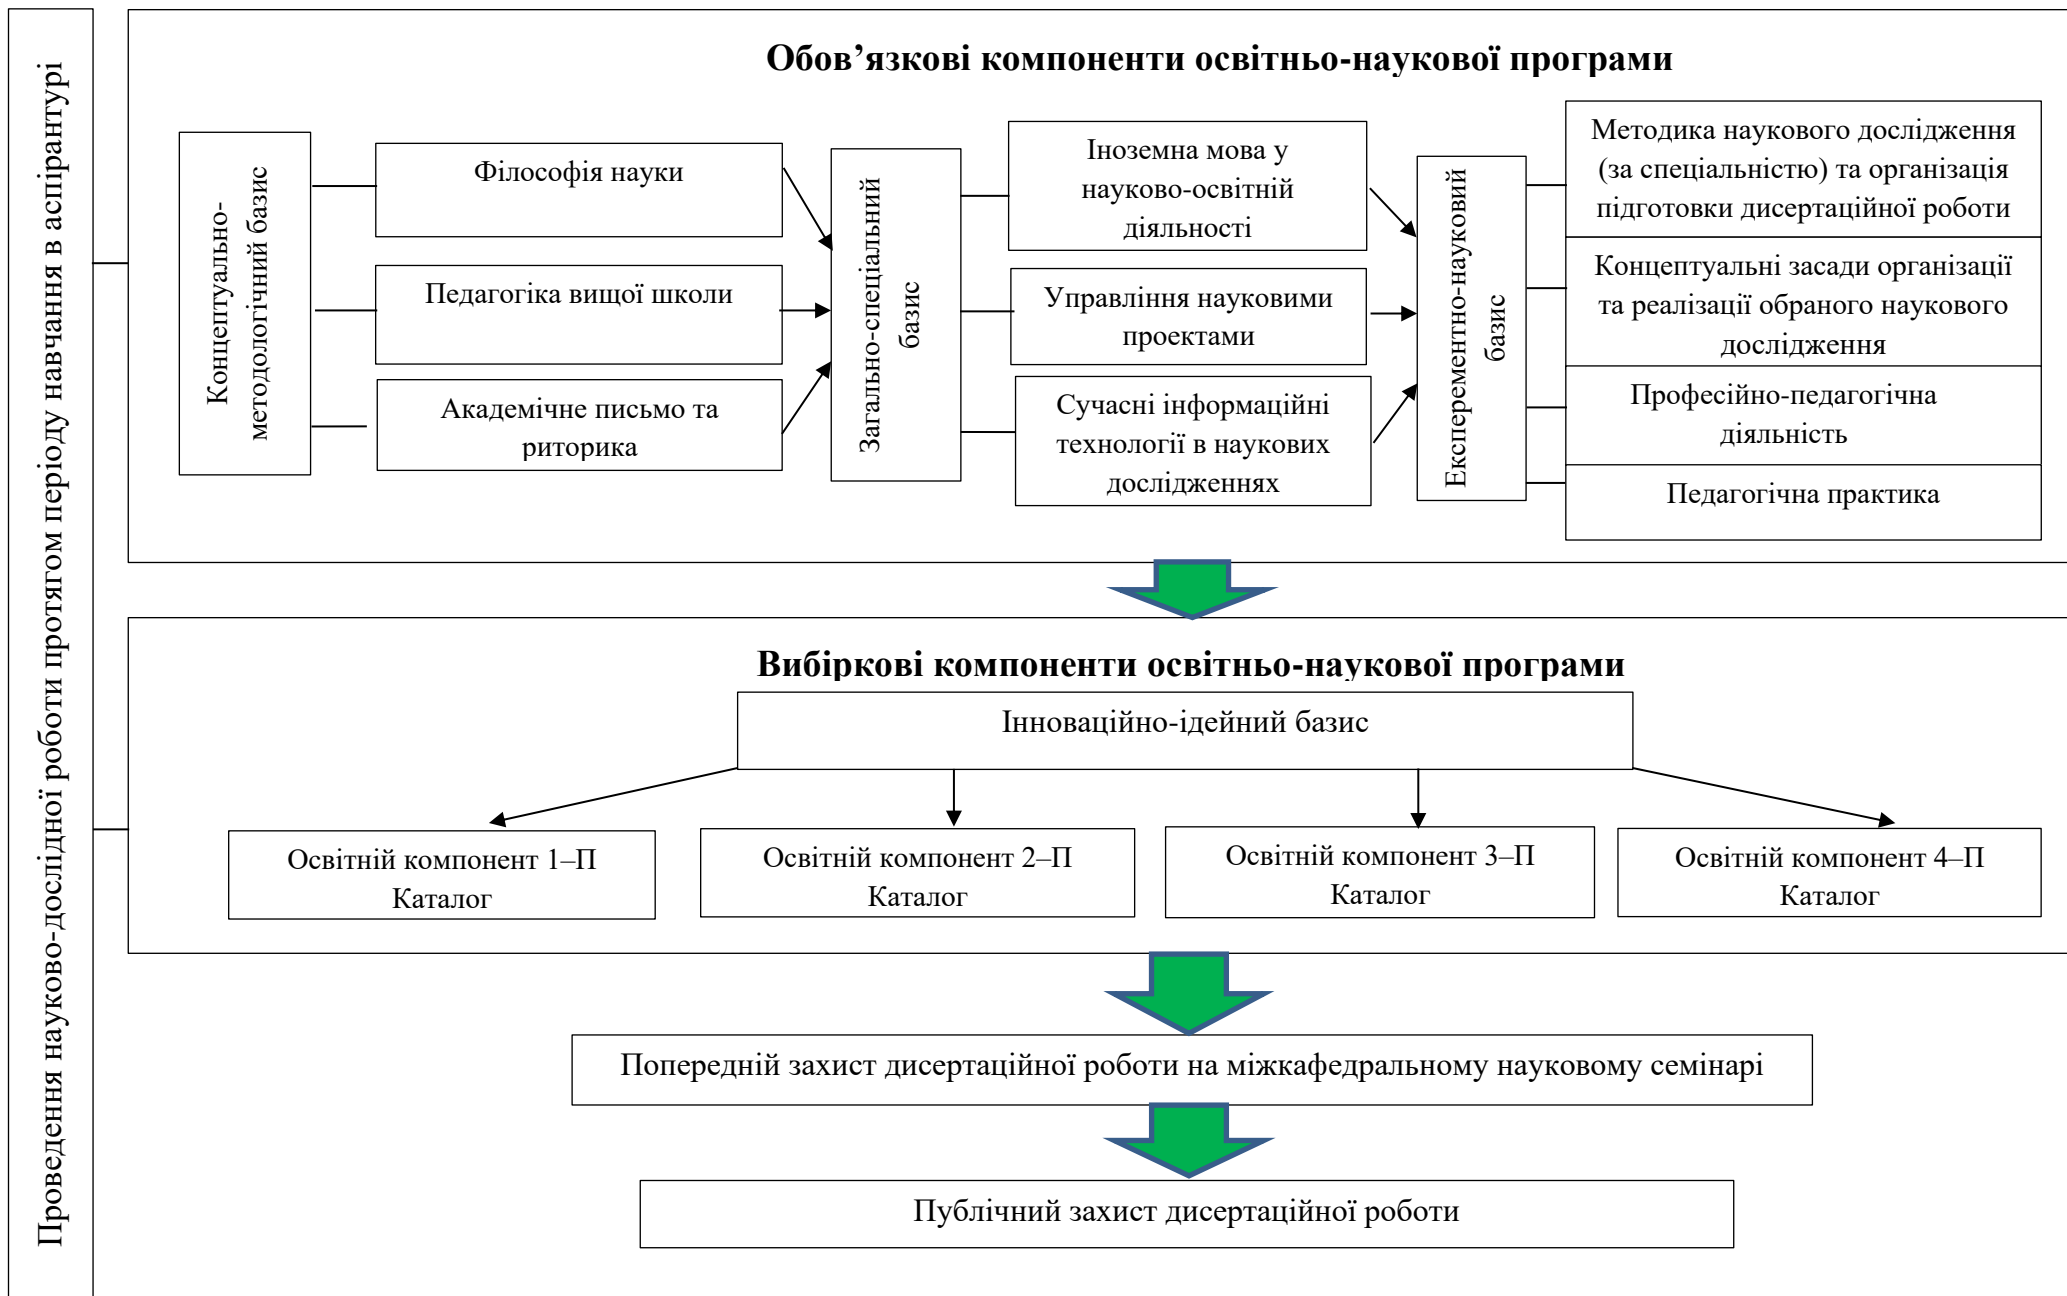 Проведення науково-дослідної роботи протягом періоду навчання в аспірантурі
Обов’язкові компоненти освітньо-наукової програми
Концептуально-
методологічний базис
Філософія науки
Педагогіка вищої школи
Академічне письмо та
риторика
Загально-спеціальний
базис
Іноземна мова у
науково-освітній
діяльності
Управління науковими
проектами
Сучасні інформаційні
технології в наукових
дослідженнях
Експерементно-науковий
базис
Методика наукового дослідження
(за спеціальністю) та організація
підготовки дисертаційної роботи
Концептуальні засади організації
та реалізації обраного наукового
дослідження
Професійно-педагогічна
діяльність
Педагогічна практика
Вибіркові компоненти освітньо-наукової програми
Інноваційно-ідейний базис
Освітній компонент 1–П
Каталог
Освітній компонент 2–П
Каталог
Освітній компонент 3–П
Каталог
Освітній компонент 4–П
Каталог
Попередній захист дисертаційної роботи на міжкафедральному науковому семінарі
Публічний захист дисертаційної роботи